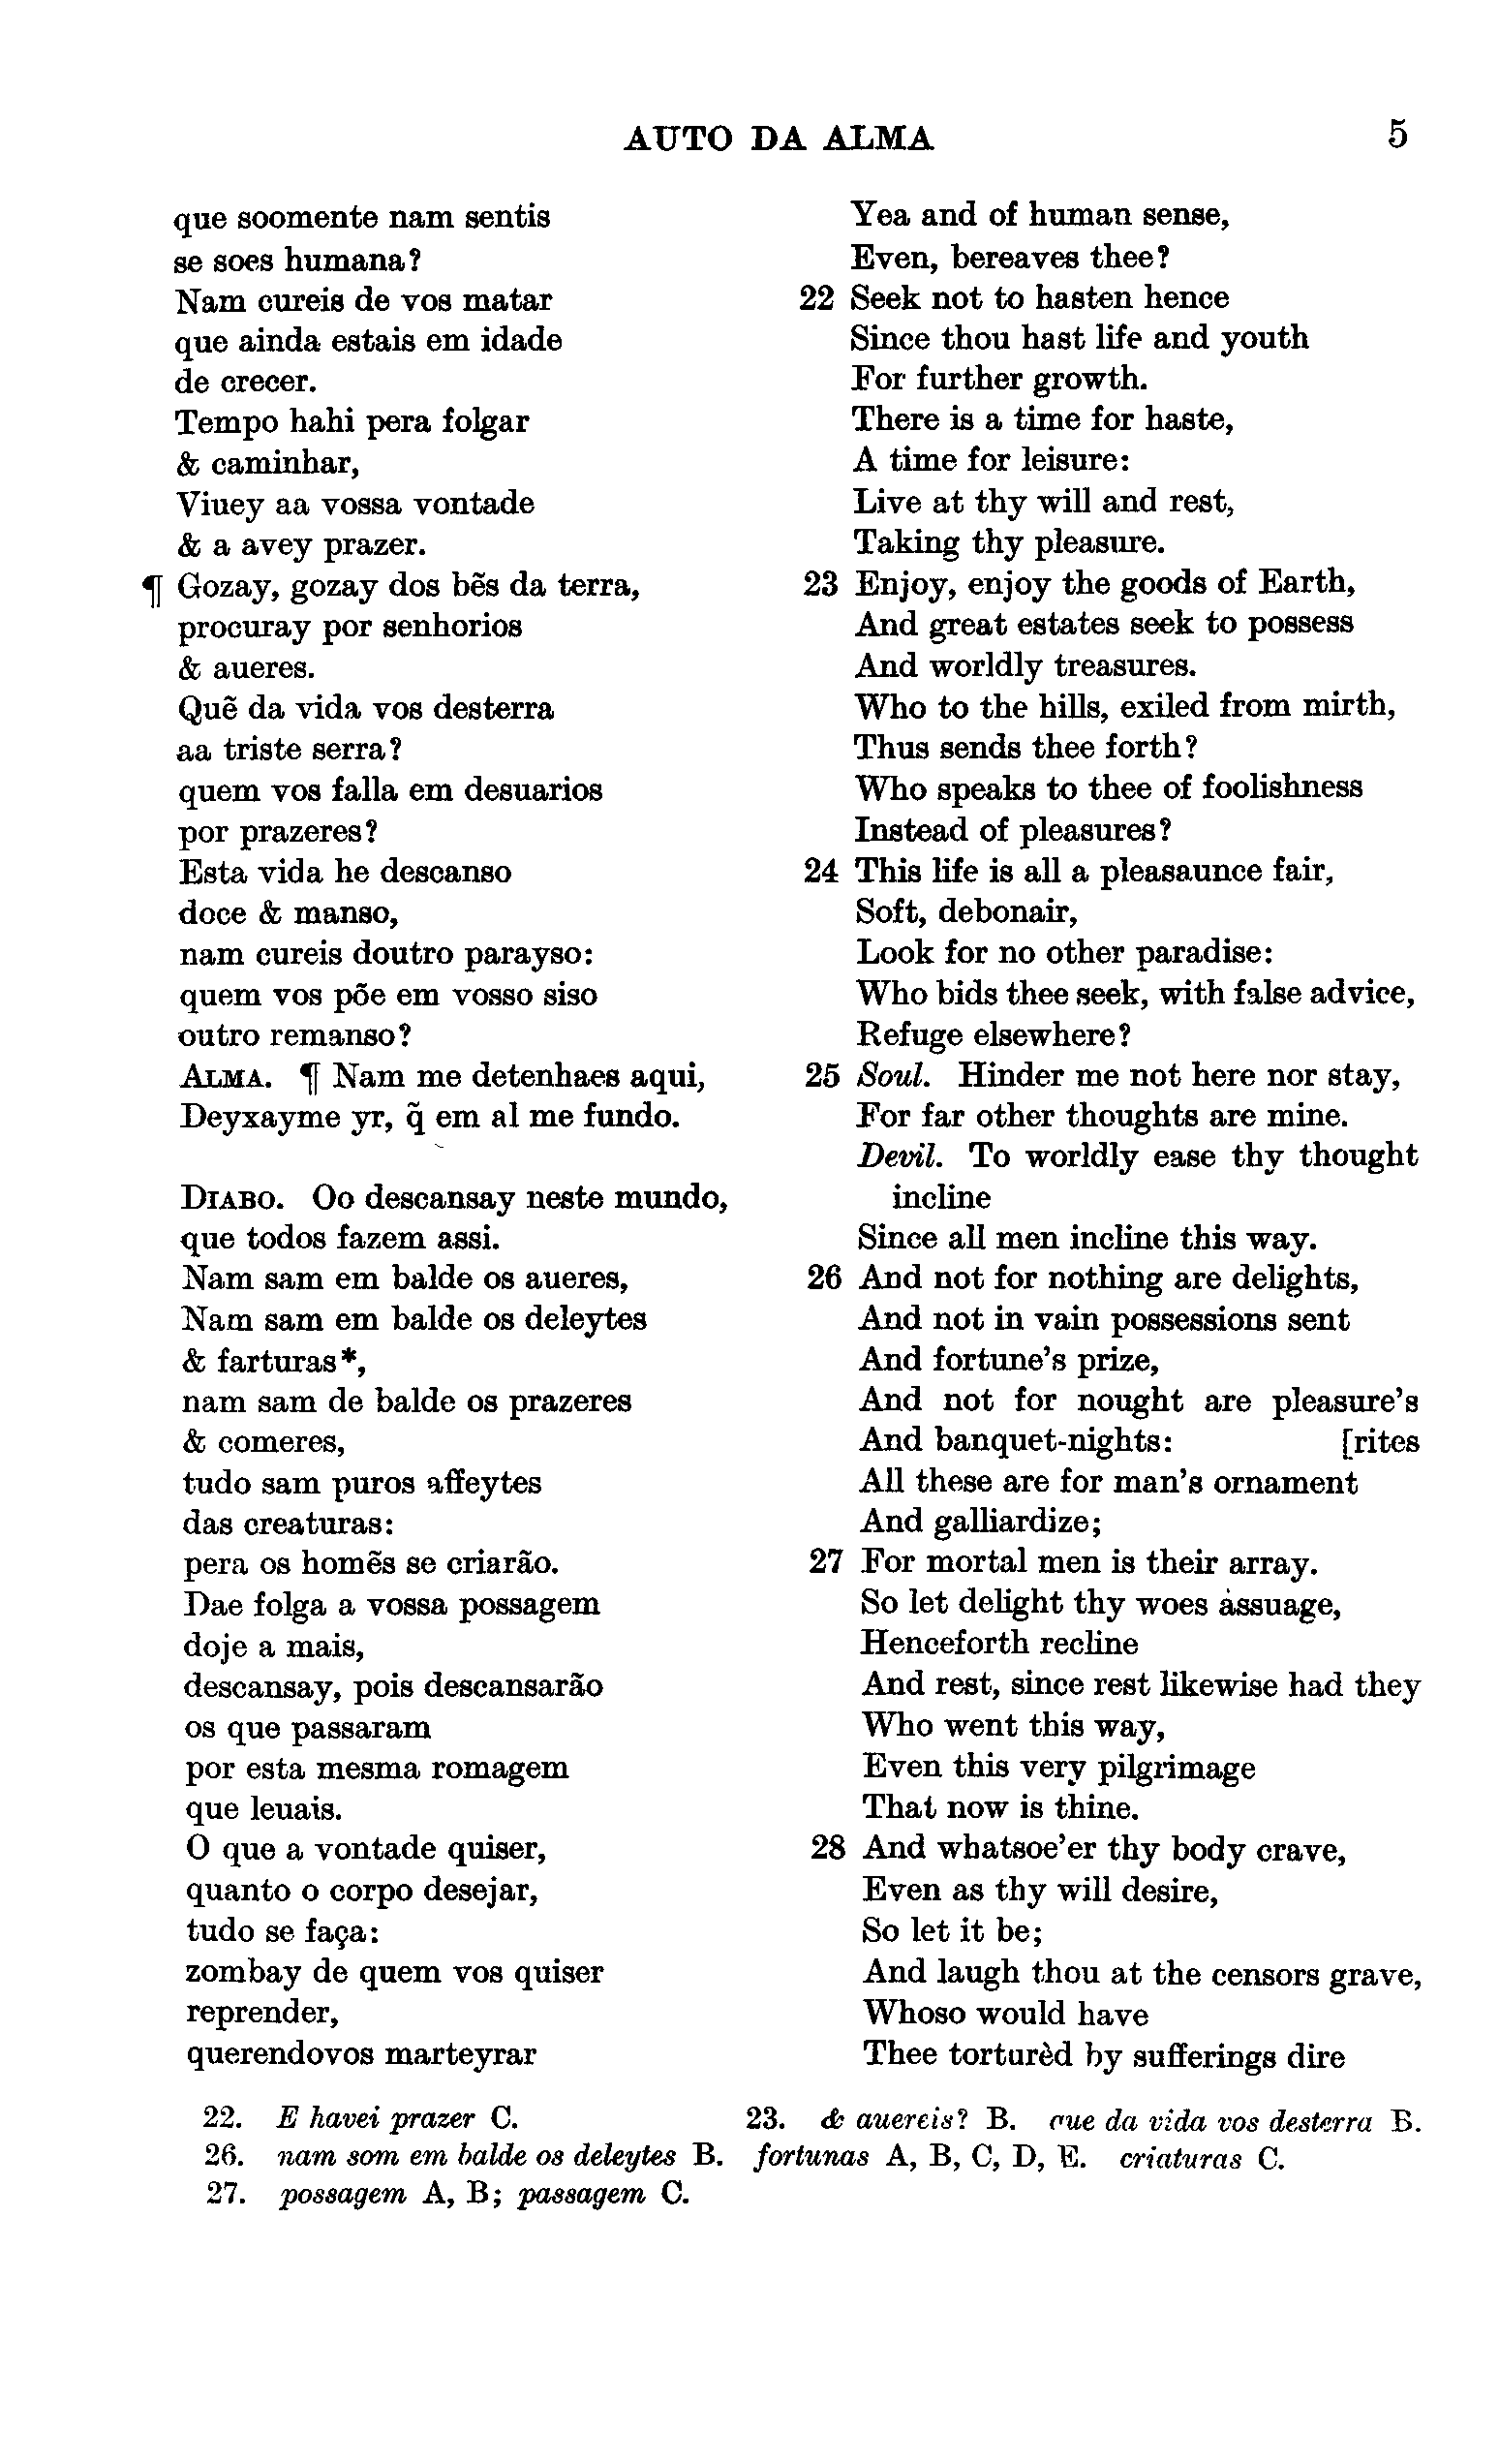 AUTO DA ALMA 5
que soomente nam sentis
se soes humana?
Nam cureis de vos matar
que ainda estais em idade
de crecer.
Tempo hahi pera folgar
& caminhar,
Viuey aa vossa vontade
& a avey prazer.
¶ Gozay, gozay dos bẽs da terra,
procuray por senhorios
& aueres.
Quẽ da vida vos desterra
aa triste serra?
quem vos falla em desuarios
por prazeres?
Esta vida he descanso
doce & manso,
nam cureis doutro parayso:
quem vos põe em vosso siso
outro remanso?
ALMA. ¶ Nam me detenhaes aqui,
Deyxayme yr, q̃ em al me fundo.
DIABO. Oo descansay neste mundo,
que todos fazem assi.
Nam sam em balde os aueres,
Nam sam em balde os deleytes
& farturas*,
nam sam de balde os prazeres
& comeres,
tudo sam puros affeytes
das creaturas:
pera os homẽs se criarão.
Dae folga a vossa possagem
doje a mais,
descansay, pois descansarão
os que passaram
por esta mesma romagem
que leuais.
O que a vontade quiser,
quanto o corpo desejar,
tudo se faça:
zombay de quem vos quiser
reprender,
querendovos marteyrar
Yea and of human sense,
Even, bereaves thee?
22 Seek not to hasten hence
Since thou hast life and youth
For further growth.
There is a time for haste,
A time for leisure:
Live at thy will and rest,
Taking thy pleasure.
23 Enjoy, enjoy the goods of Earth,
And great estates seek to possess
And worldly treasures.
Who to the hills, exiled from mirth,
Thus sends thee forth?
Who speaks to thee of foolishness
Instead of pleasures?
24 This life is all a pleasaunce fair,
Soft, debonair,
Look for no other paradise:
Who bids thee seek, with false advice,
Refuge elsewhere?
25 Soul. Hinder me not here nor stay,
For far other thoughts are mine.
Devil. To worldly ease thy thought
incline
Since all men incline this way.
26 And not for nothing are delights,
And not in vain possessions sent
And fortune's prize,
And not for nought are pleasure's
And banquet-nights: [rites
All these are for man's ornament
And galliardize;
27 For mortal men is their array.
So let delight thy woes assuage,
Henceforth recline
And rest, since rest likewise had they
Who went this way,
Even this very pilgrimage
That now is thine.
28 And whatsoe'er thy body crave,
Even as thy will desire,
So let it be;
And laugh thou at the censors grave,
Whoso would have
Thee torturèd by sufferings dire
22. E havei prazer C. 23. & auereis? B. que da vida vos desterra B.
26. nam som em balde os deleytes B. fortunas A, B, C, D, E. criaturas C.
27. possagem A, B; passagem C.